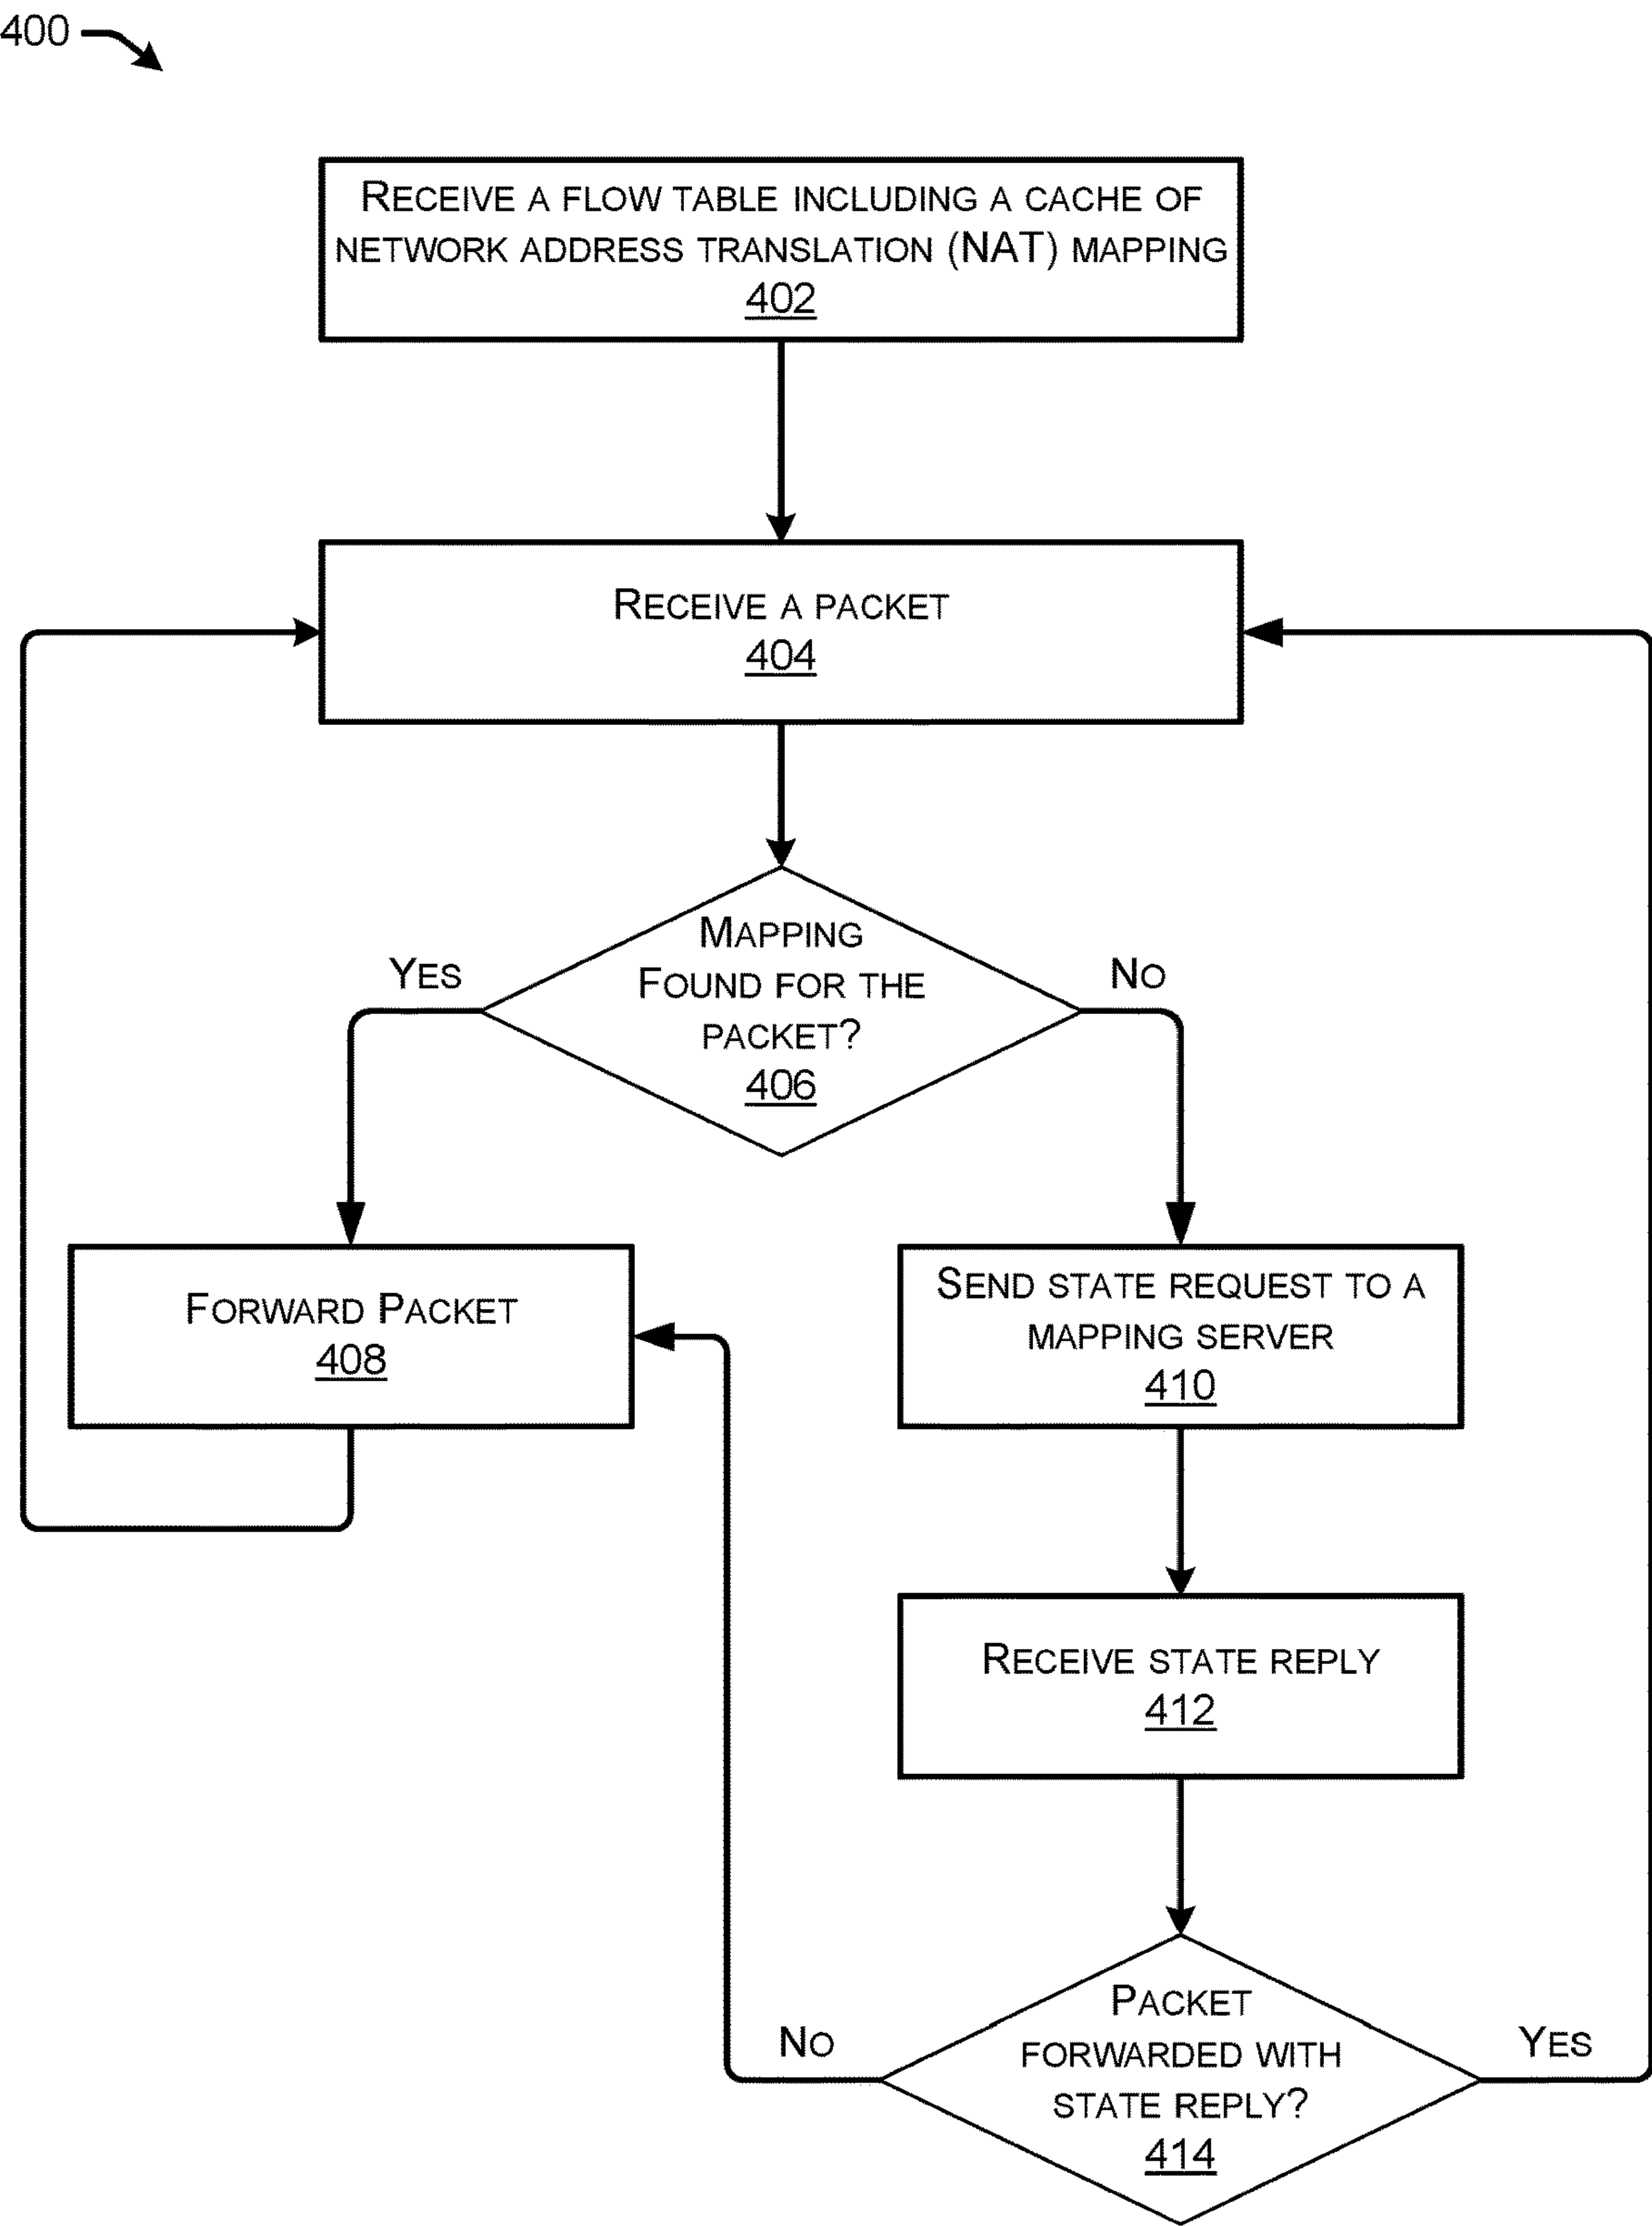 400
RECEIVE A FLOW TABLE INCLUDING A CACHE OF
NETWORK ADDRESS TRANSLATION (NAT) MAPPING
402
RECEIVE A PACKET
404
MAPPING
FOUND FOR THE
PACKET?
406
YES
NO
FORWARD PACKET
408
SEND STATE REQUEST TO A
MAPPING SERVER
410
RECEIVE STATE REPLY
412
PACKET
FORWARDED WITH
STATE REPLY?
414
NO
YES